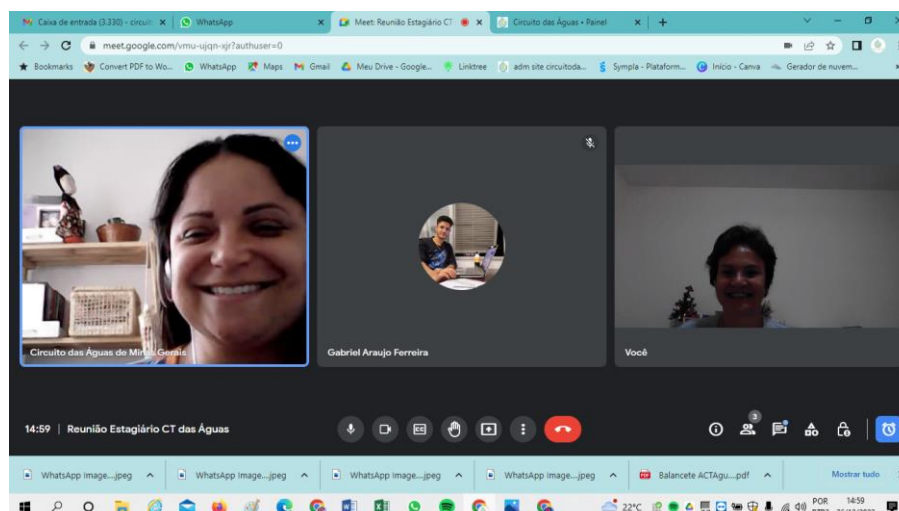 Caixa de entrada (3.330) - circuit
WhatsApp
Meet: Reunião Estagiário CT
Circuito das Águas • Painel
meet.google.com/vmu-ujqn-xjr?authuser=0
Bookmarks
Convert PDF to Wo...
WhatsApp
Maps
Gmail
Meu Drive - Google...
Linktree
adm site circuitoda...
Sympla - Plataform...
Início - Canva
Gerador de nuvem...
Circuito das Águas de Minas Gerais
Gabriel Araujo Ferreira
Você
14:59 | Reunião Estagiário CT das Águas
3
WhatsApp Image....jpeg
WhatsApp Image....jpeg
WhatsApp Image....jpeg
WhatsApp Image....jpeg
Balancete ACTAgu....pdf
Mostrar tudo
22°C
POR
14:59